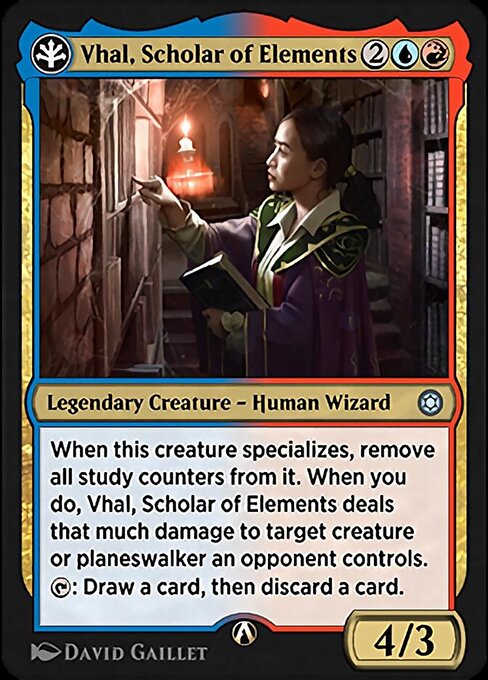 Vhal, Scholar of Elements 2
Legendary Creature – Human Wizard
When this creature specializes, remove
all study counters from it. When you
do, Vhal, Scholar of Elements deals
that much damage to target creature
or planeswalker an opponent controls.
: Draw a card, then discard a card.
4/3
DAVID GAILLET